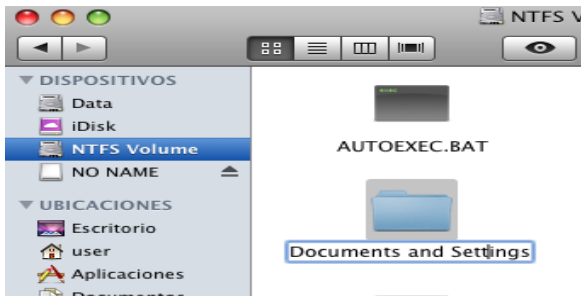 NTFS V
DISPOSITIVOS
Data
iDisk
NTFS Volume
NO NAME
UBICACIONES
Escritorio
user
Aplicaciones
AUTOEXEC.BAT
Documents and Settings